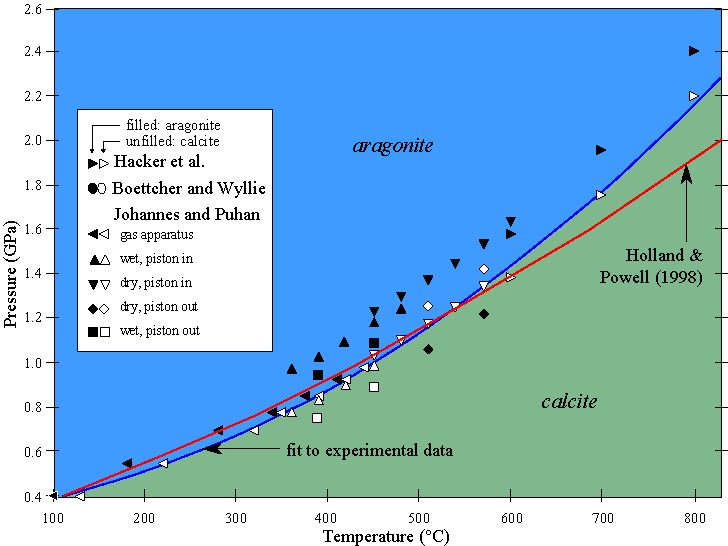 2.6
2.4
2.2
2.0
1.8
1.6
1.4
1.2
1.0
0.8
0.6
0.4
Pressure (GPa)
filled: aragonite
unfilled: calcite
Hacker et al.
Boettcher and Wyllie
Johannes and Puhan
gas apparatus
wet, piston in
dry, piston in
dry, piston out
wet, piston out
aragonite
Holland &
Powell (1998)
calcite
fit to experimental data
100 200 300 400 500 600 700 800
Temperature (°C)